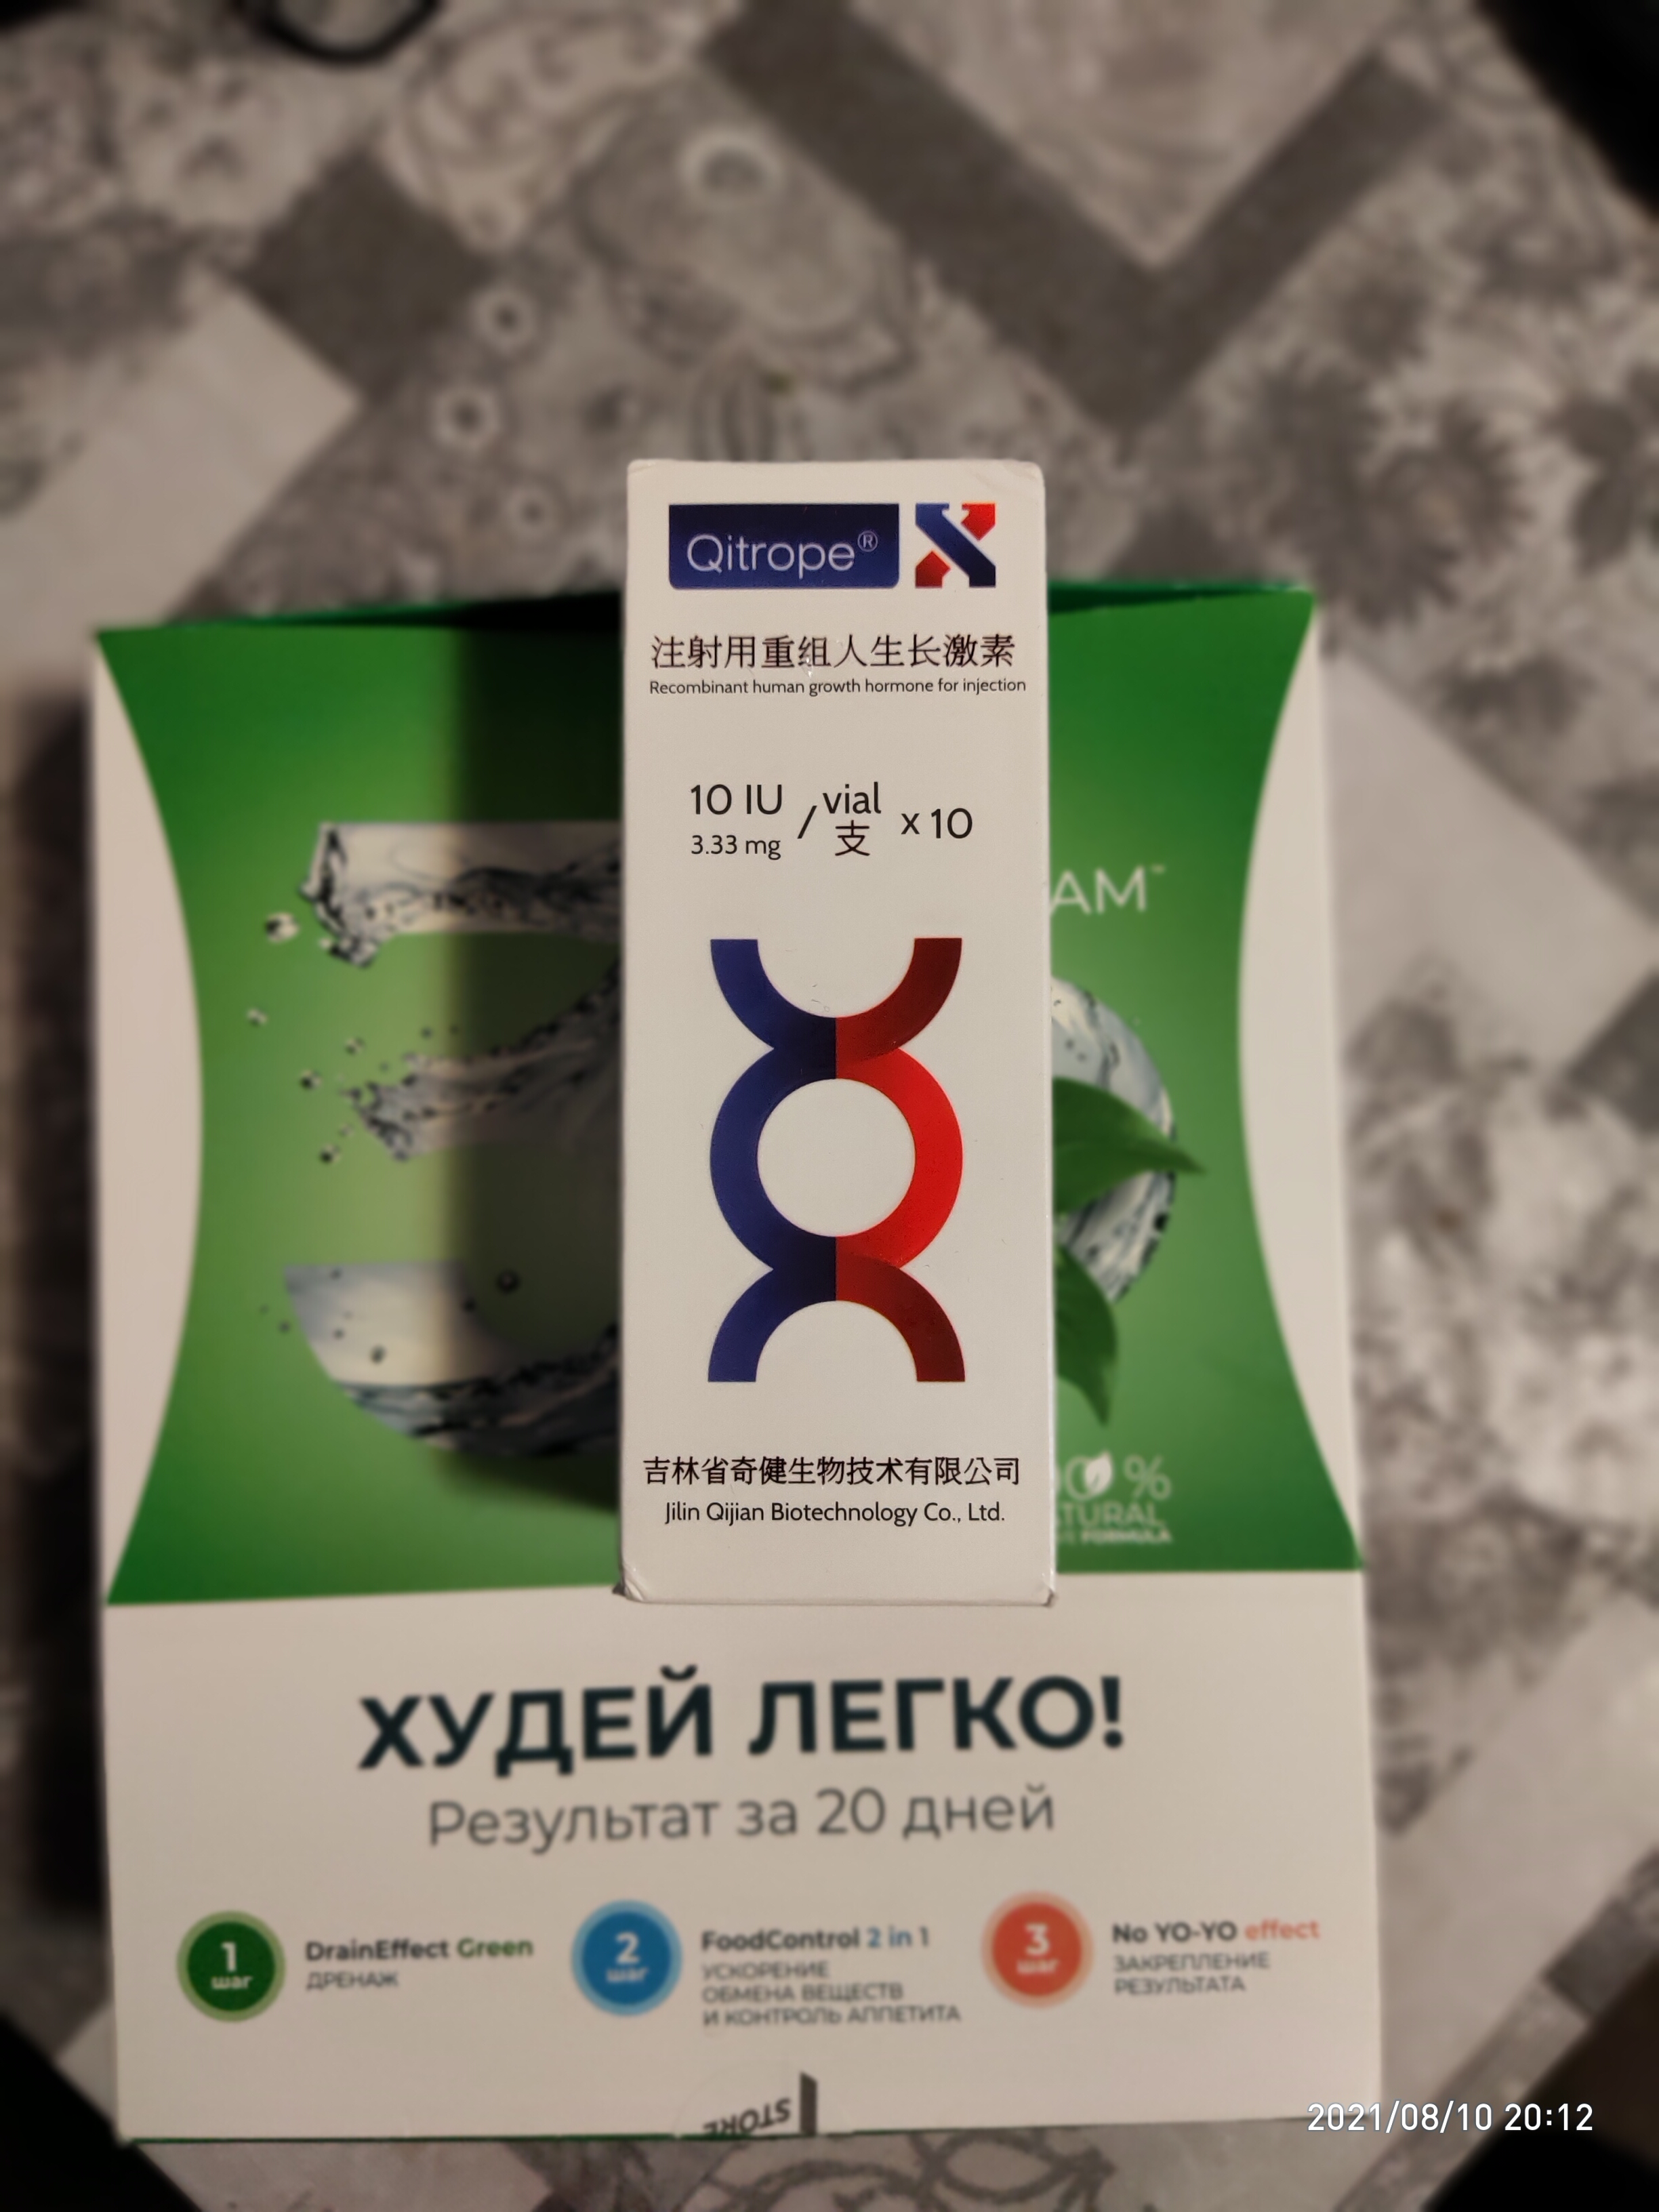 Qitrope®
注射用重组人生长激素
Recombinant human growth hormone for injection
10 IU / vial x 10
3.33 mg 支
吉林省奇健生物技术有限公司
Jilin Qijian Biotechnology Co., Ltd.
AM™
%
FORMULA
ХУДЕЙ ЛЕГКО!
Результат за 20 дней
1 шаг
DrainEffect Green
ДРЕНАЖ
2 шаг
FoodControl 2 in 1
УСКОРЕНИЕ
ОБМЕНА ВЕЩЕСТВ
И КОНТРОЛЬ АППЕТИТА
3 шаг
No YO-YO effect
ЗАКРЕПЛЕНИЕ
РЕЗУЛЬТАТА
STORE
2021/08/10 20:12